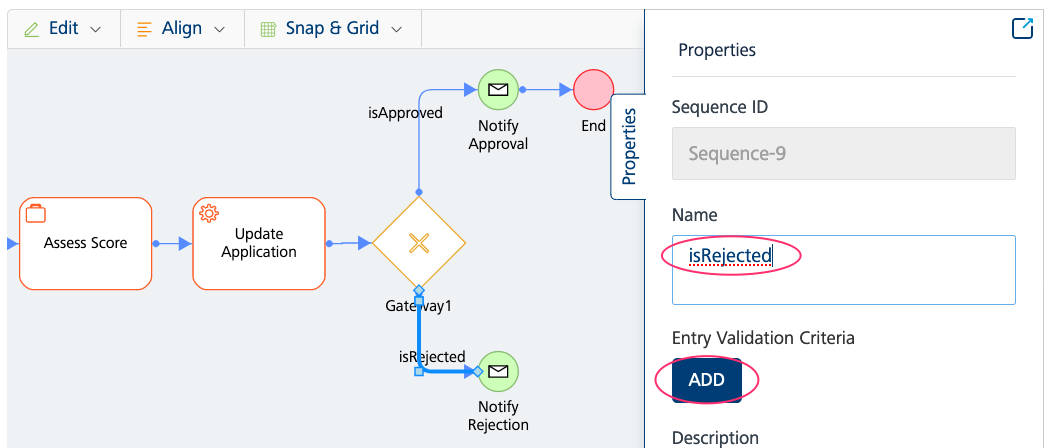 Edit
Align
Snap & Grid
Properties
Sequence ID
Sequence-9
Name
isRejected
Entry Validation Criteria
ADD
Description
Properties
isApproved
Notify
Approval
End
Assess Score
Update
Application
Gateway1
isRejected
Notify
Rejection